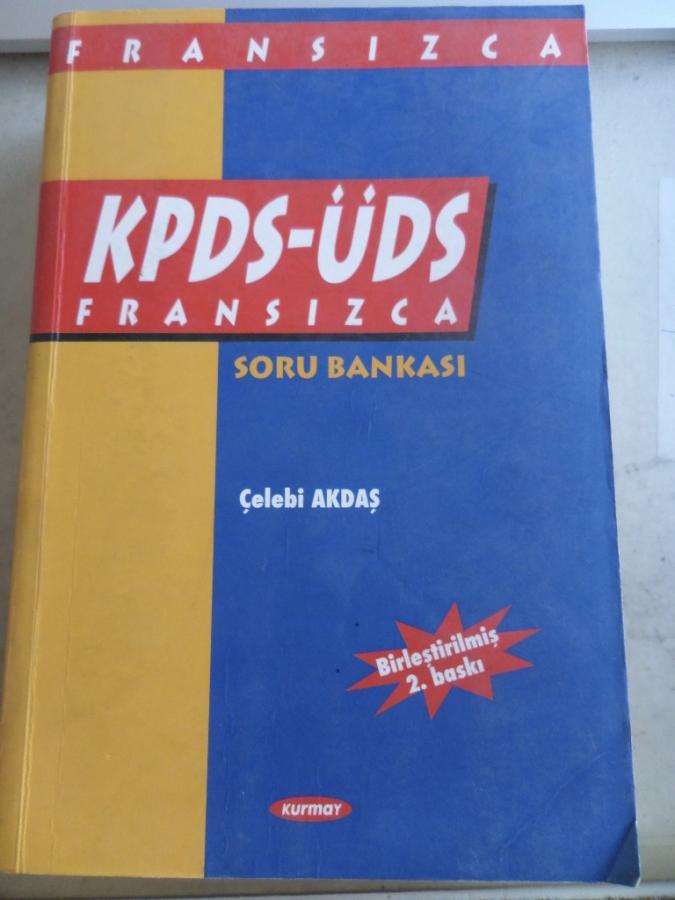 FRANSIZCA
KPDS-ÜDS
FRANSIZCA
SORU BANKASI
Çelebi AKDAŞ
Birleştirilmiş
2. baskı
Kurmay